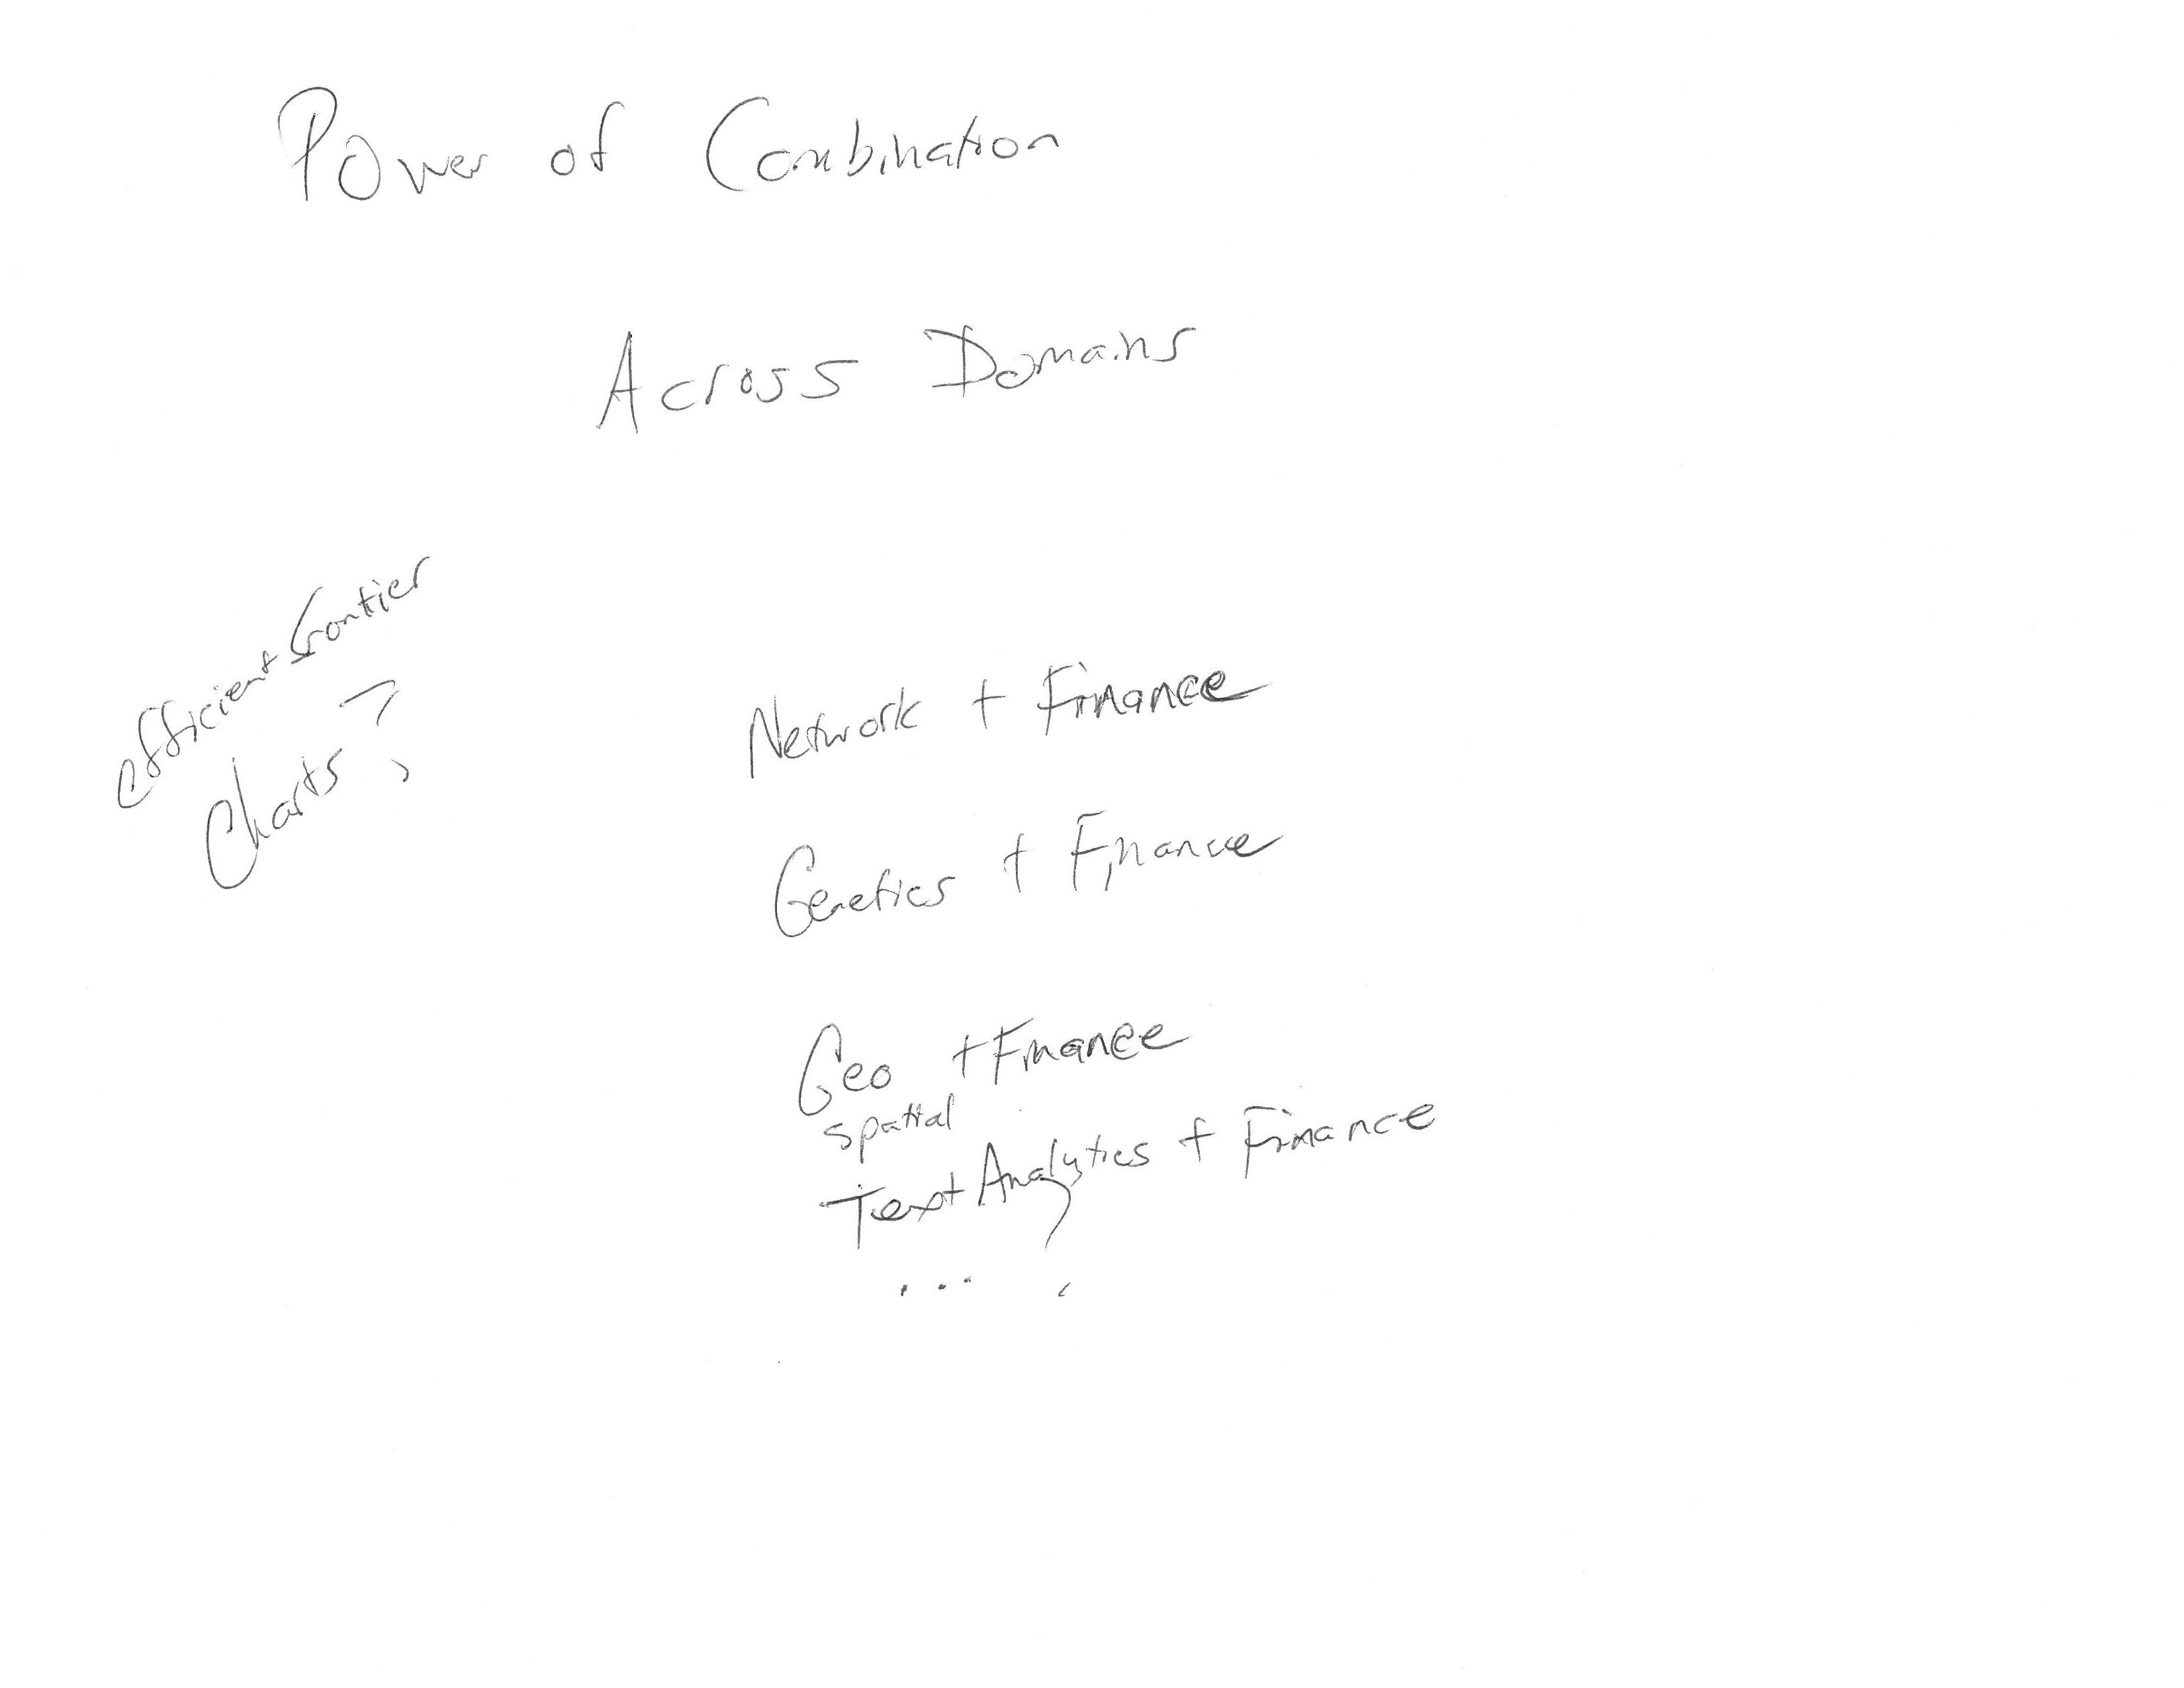 Power of Combination
Across Domains
efficient frontier
Charts ?
Network + Finance
Genetics + Finance
Geo + Finance
spatial
Text Analytics + Finance
...